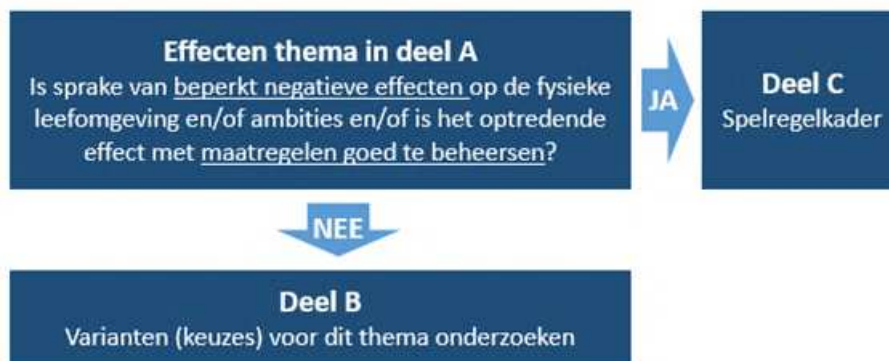 Effecten thema in deel A
Is sprake van beperkt negatieve effecten op de fysieke
leefomgeving en/of ambities en/of is het optredende
effect met maatregelen goed te beheersen?
JA
Deel C
Spelregelkader
NEE
Deel B
Varianten (keuzes) voor dit thema onderzoeken